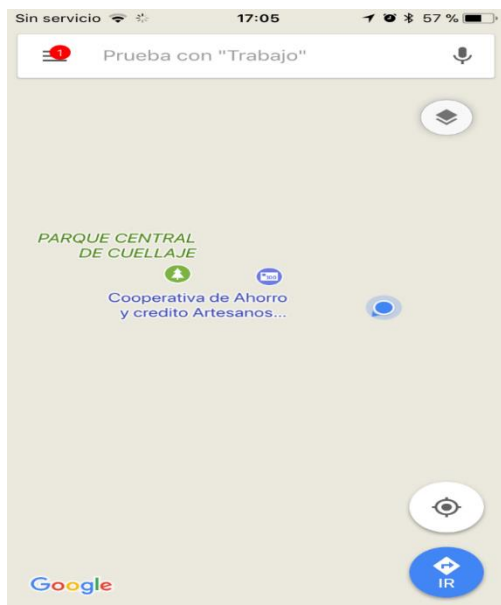 Sin servicio 17:05 57 %
1
Prueba con "Trabajo"
PARQUE CENTRAL
DE CUELLAJE
Cooperativa de Ahorro
y credito Artesanos...
IR
Google